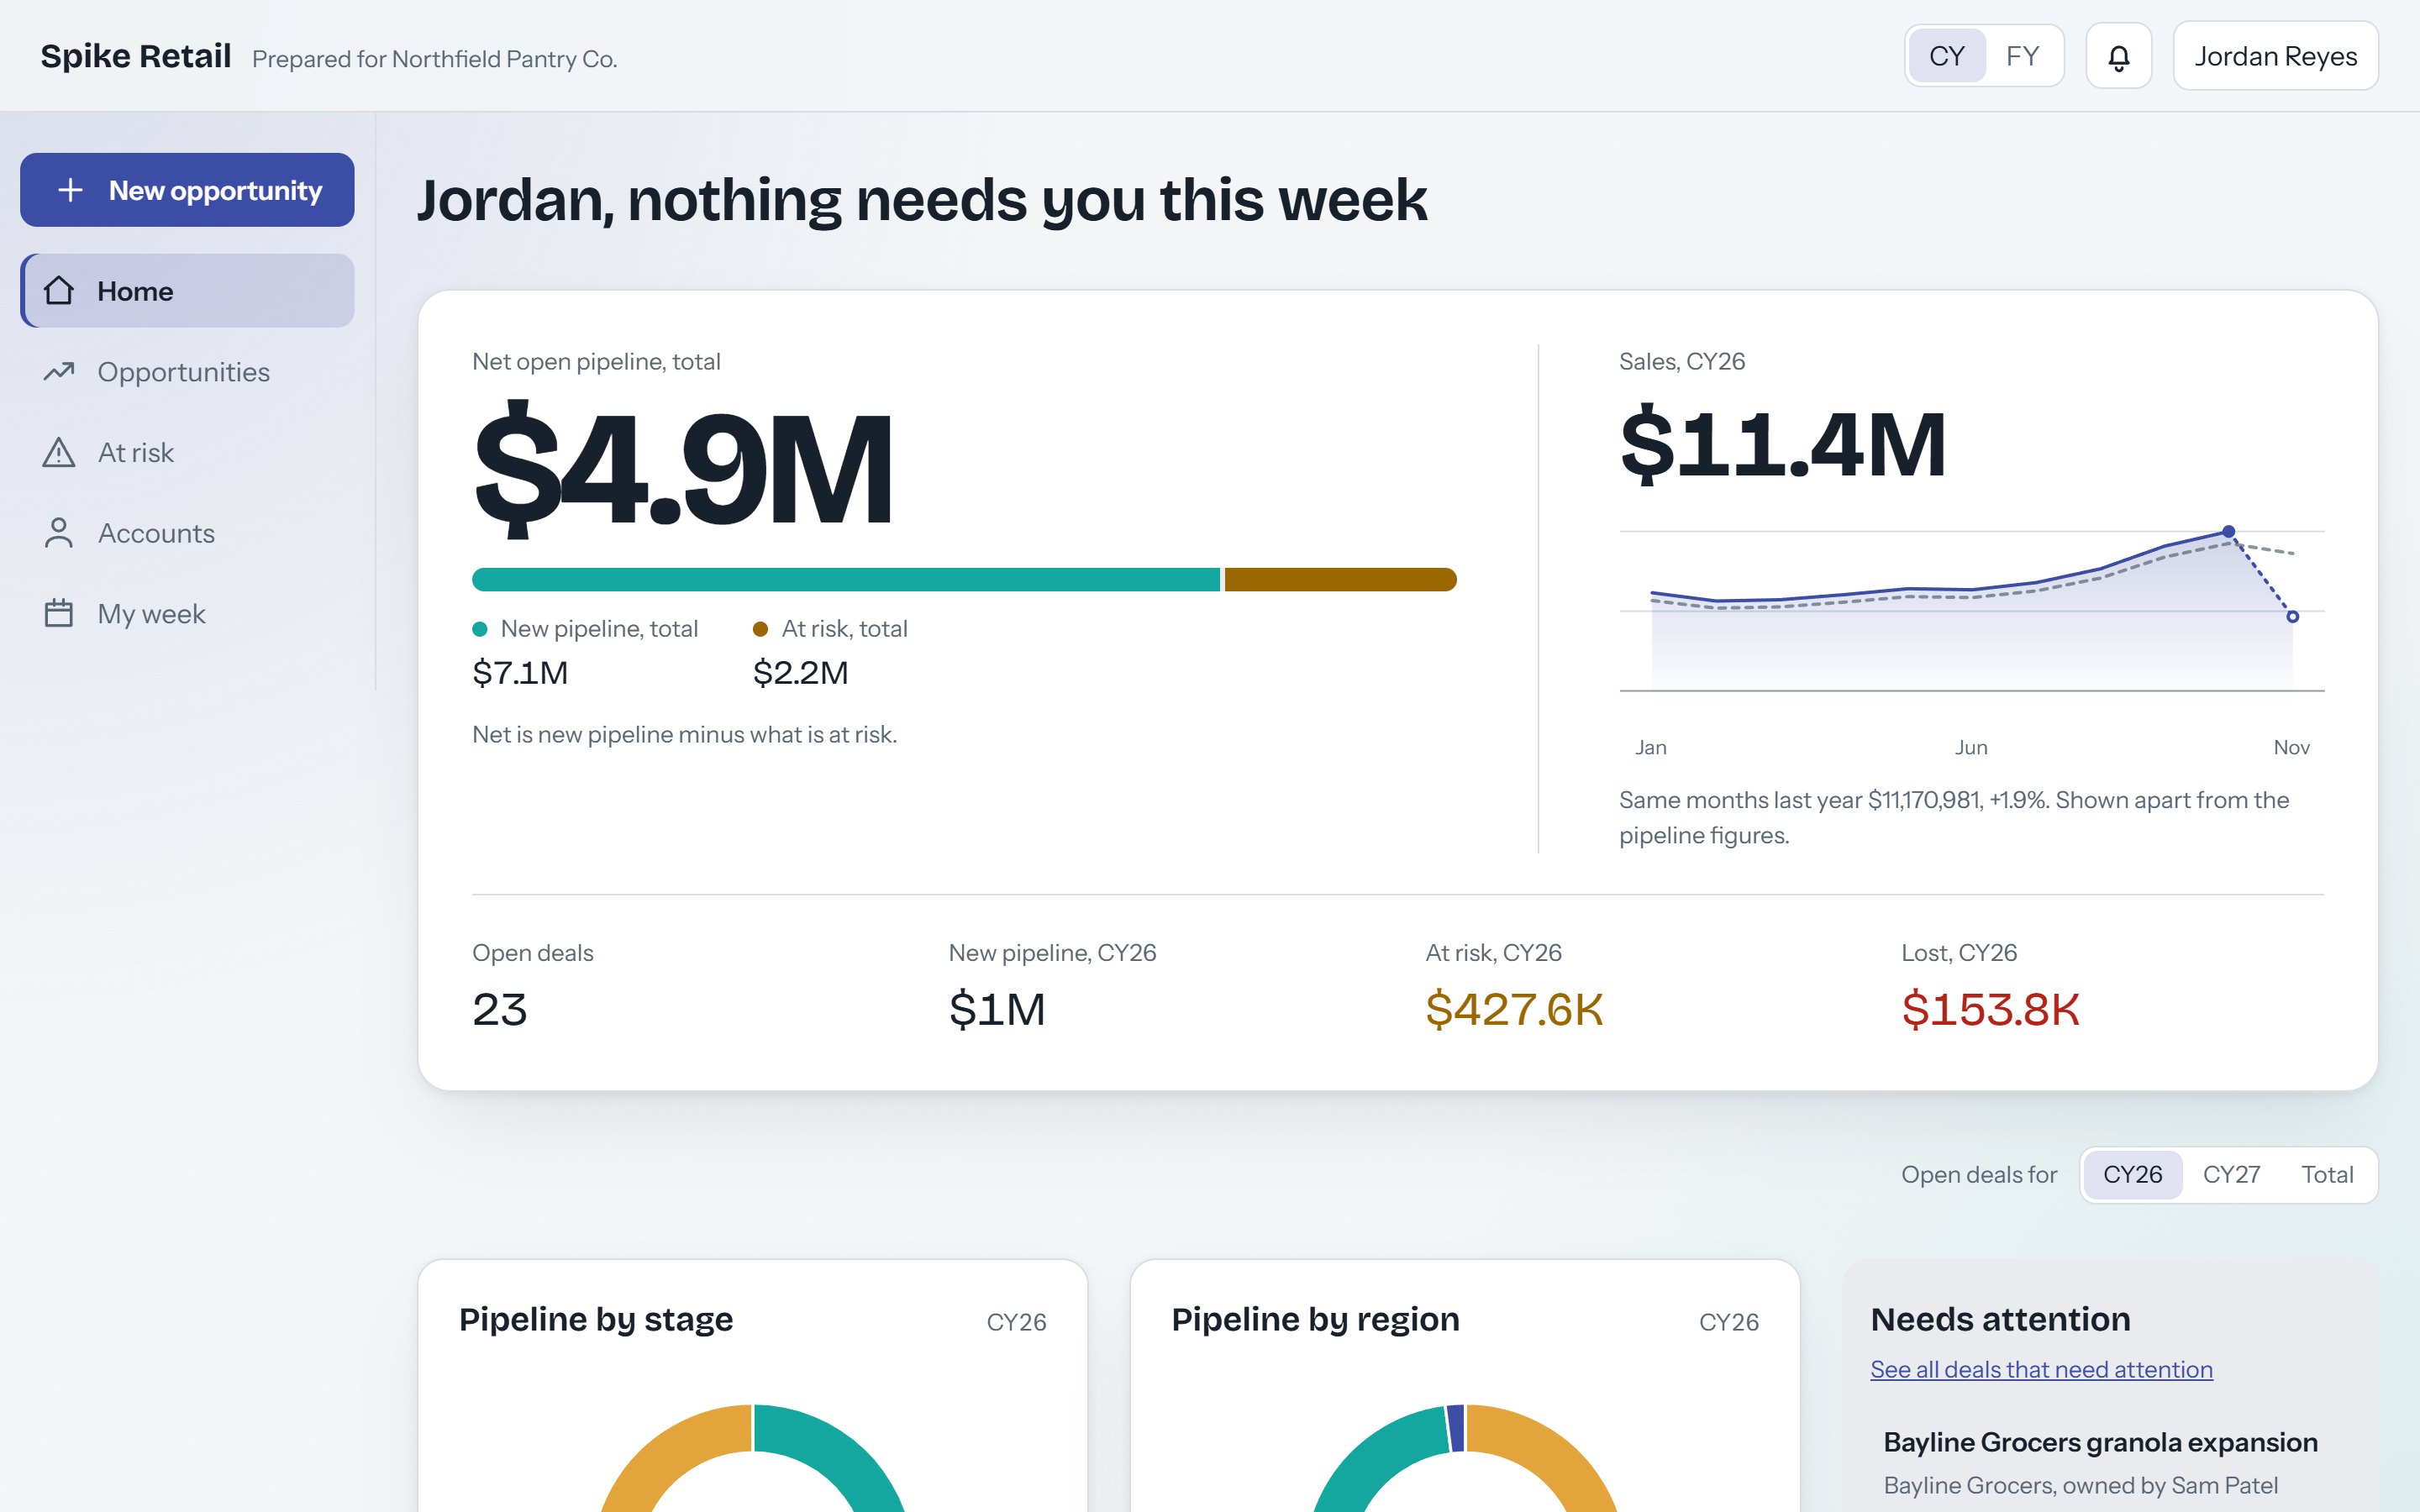 Spike Retail
Prepared for Northfield Pantry Co.
CY
FY
Jordan Reyes
New opportunity
Home
Opportunities
At risk
Accounts
My week
Jordan, nothing needs you this week
Net open pipeline, total
$4.9M
New pipeline, total
$7.1M
At risk, total
$2.2M
Net is new pipeline minus what is at risk.
Sales, CY26
$11.4M
Jan
Jun
Nov
Same months last year $11,170,981, +1.9%. Shown apart from the
pipeline figures.
Open deals
23
New pipeline, CY26
$1M
At risk, CY26
$427.6K
Lost, CY26
$153.8K
Open deals for
CY26
CY27
Total
Pipeline by stage
CY26
Pipeline by region
CY26
Needs attention
See all deals that need attention
Bayline Grocers granola expansion
Bayline Grocers, owned by Sam Patel